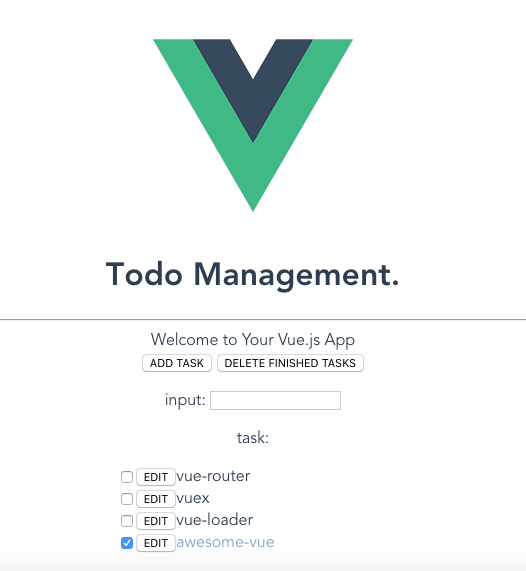 Todo Management.
Welcome to Your Vue.js App
ADD TASK DELETE FINISHED TASKS
input:
task:
EDIT vue-router
EDIT vuex
EDIT vue-loader
EDIT awesome-vue